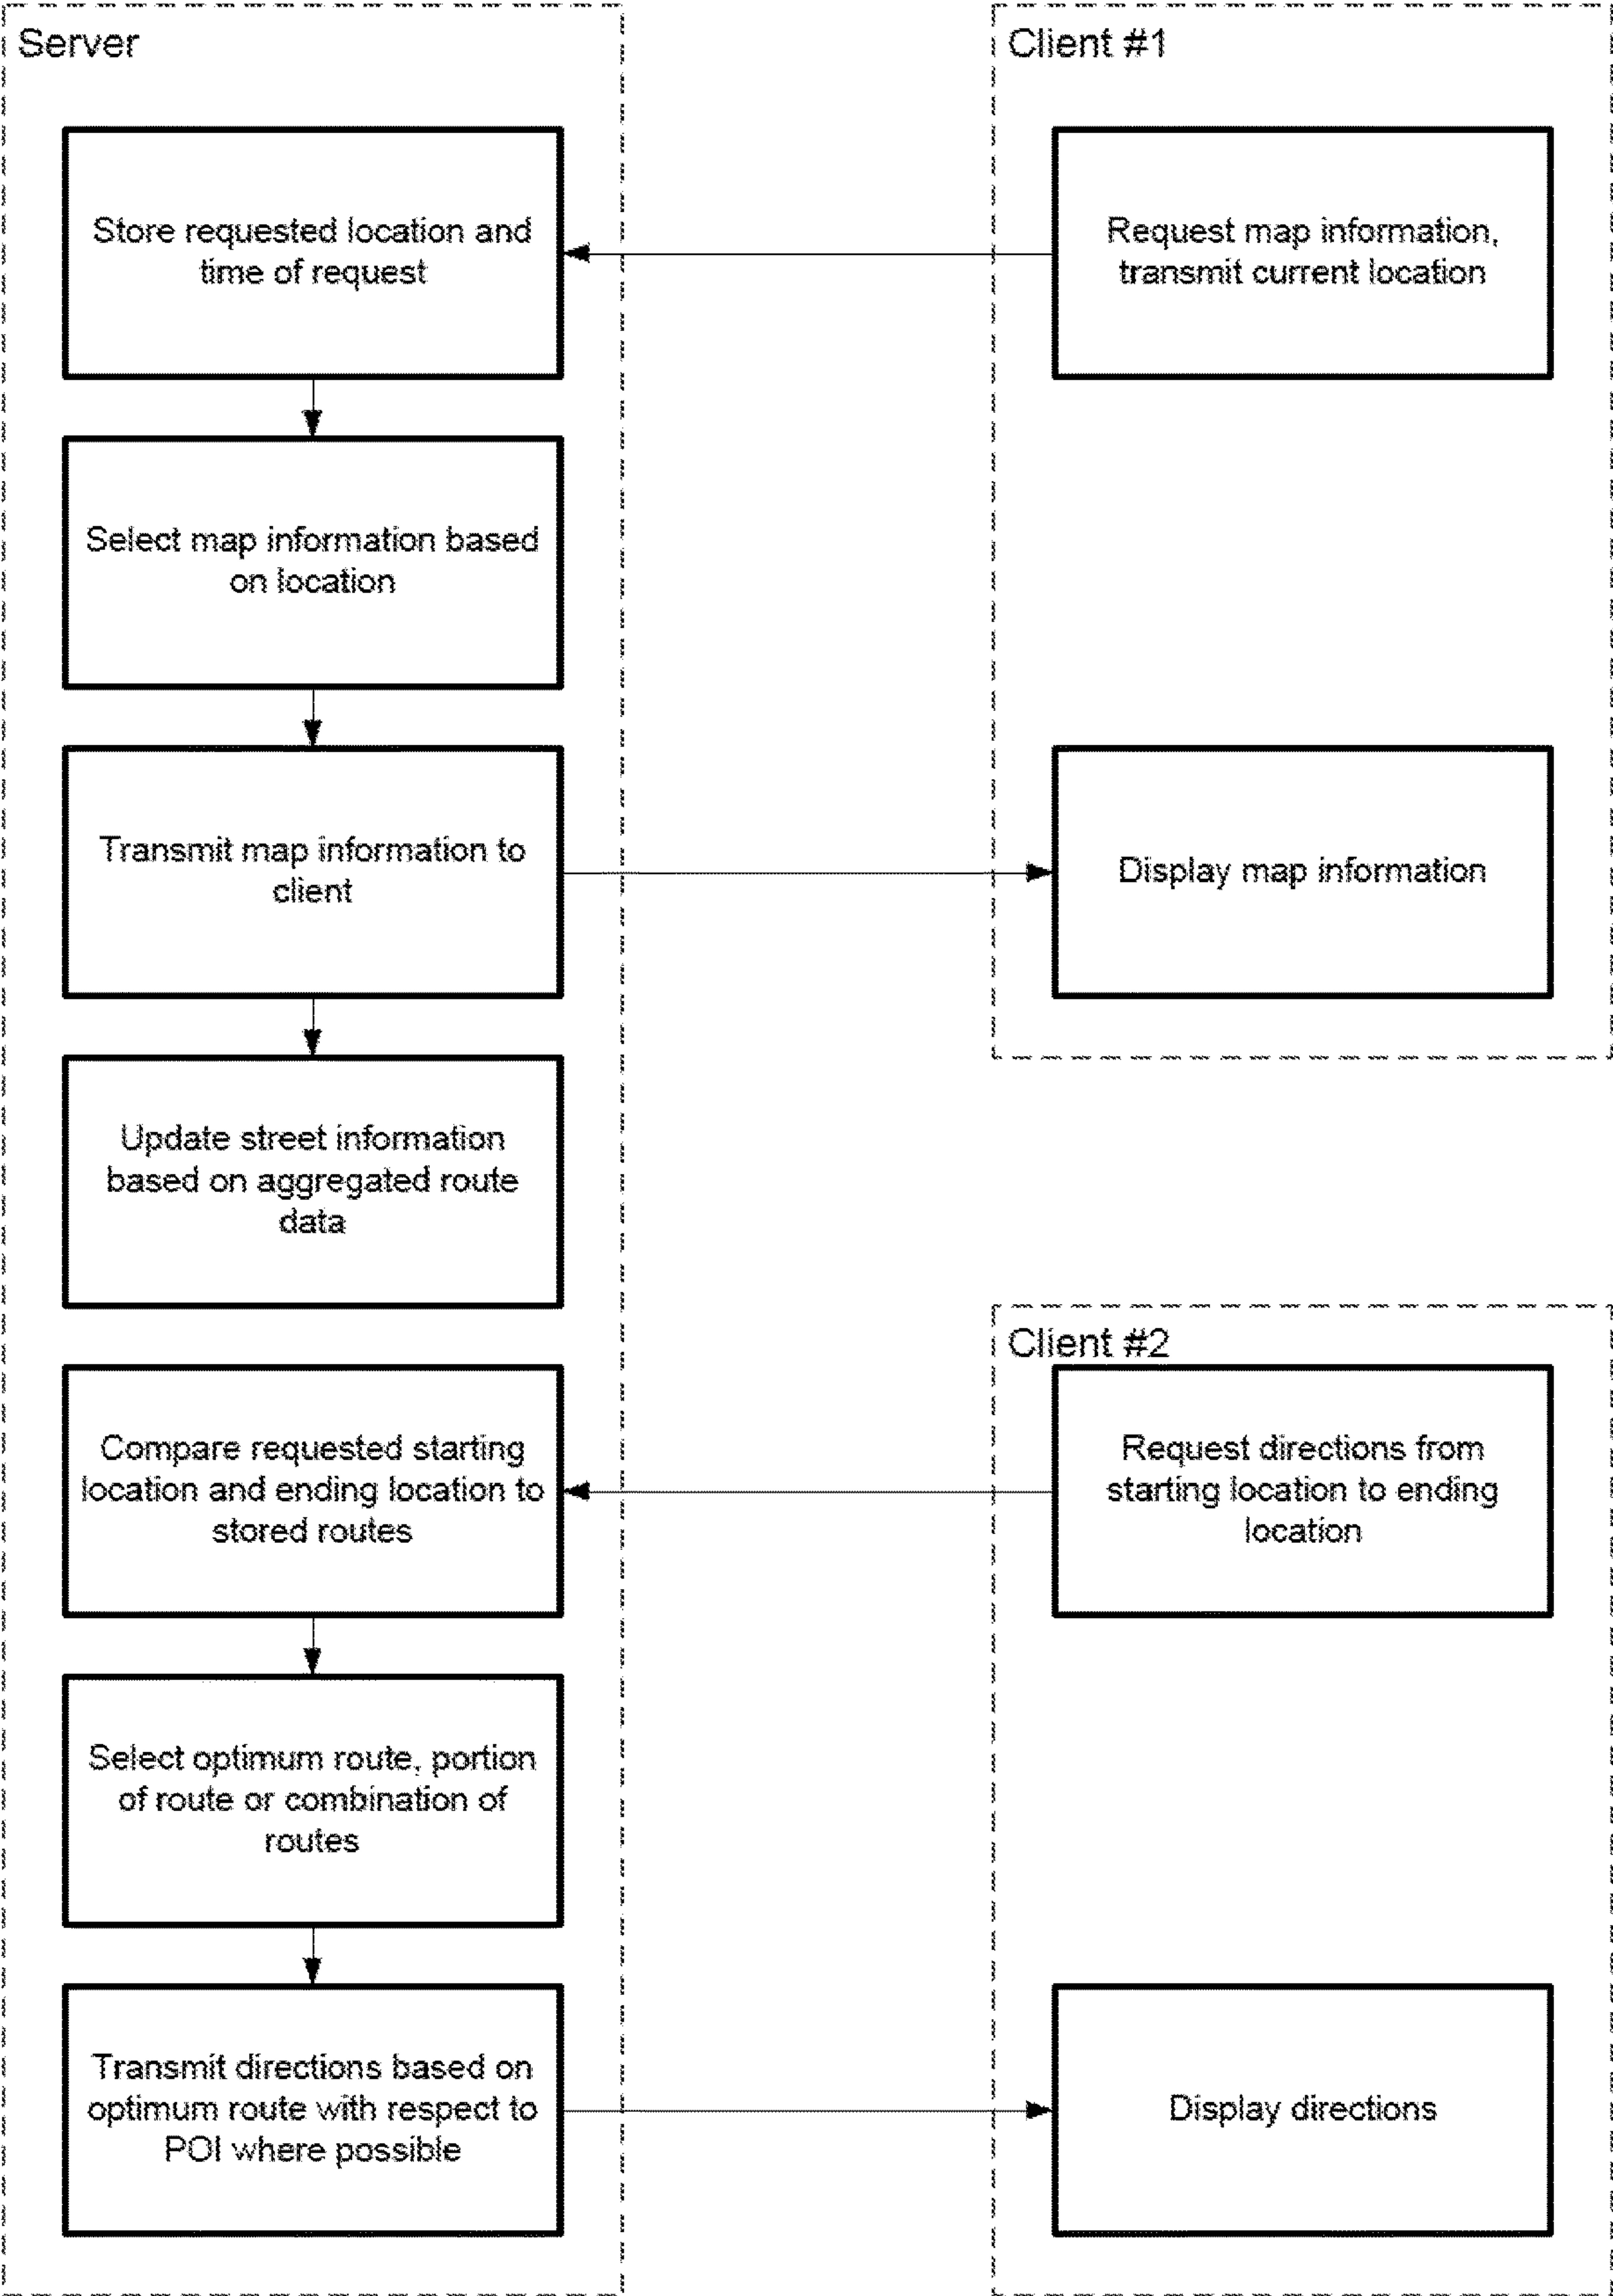 Server
Client #1
Store requested location and
time of request
Request map information,
transmit current location
Select map information based
on location
Transmit map information to
client
Display map information
Update street information
based on aggregated route
data
Client #2
Compare requested starting
location and ending location to
stored routes
Request directions from
starting location to ending
location
Select optimum route, portion
of route or combination of
routes
Transmit directions based on
optimum route with respect to
POI where possible
Display directions